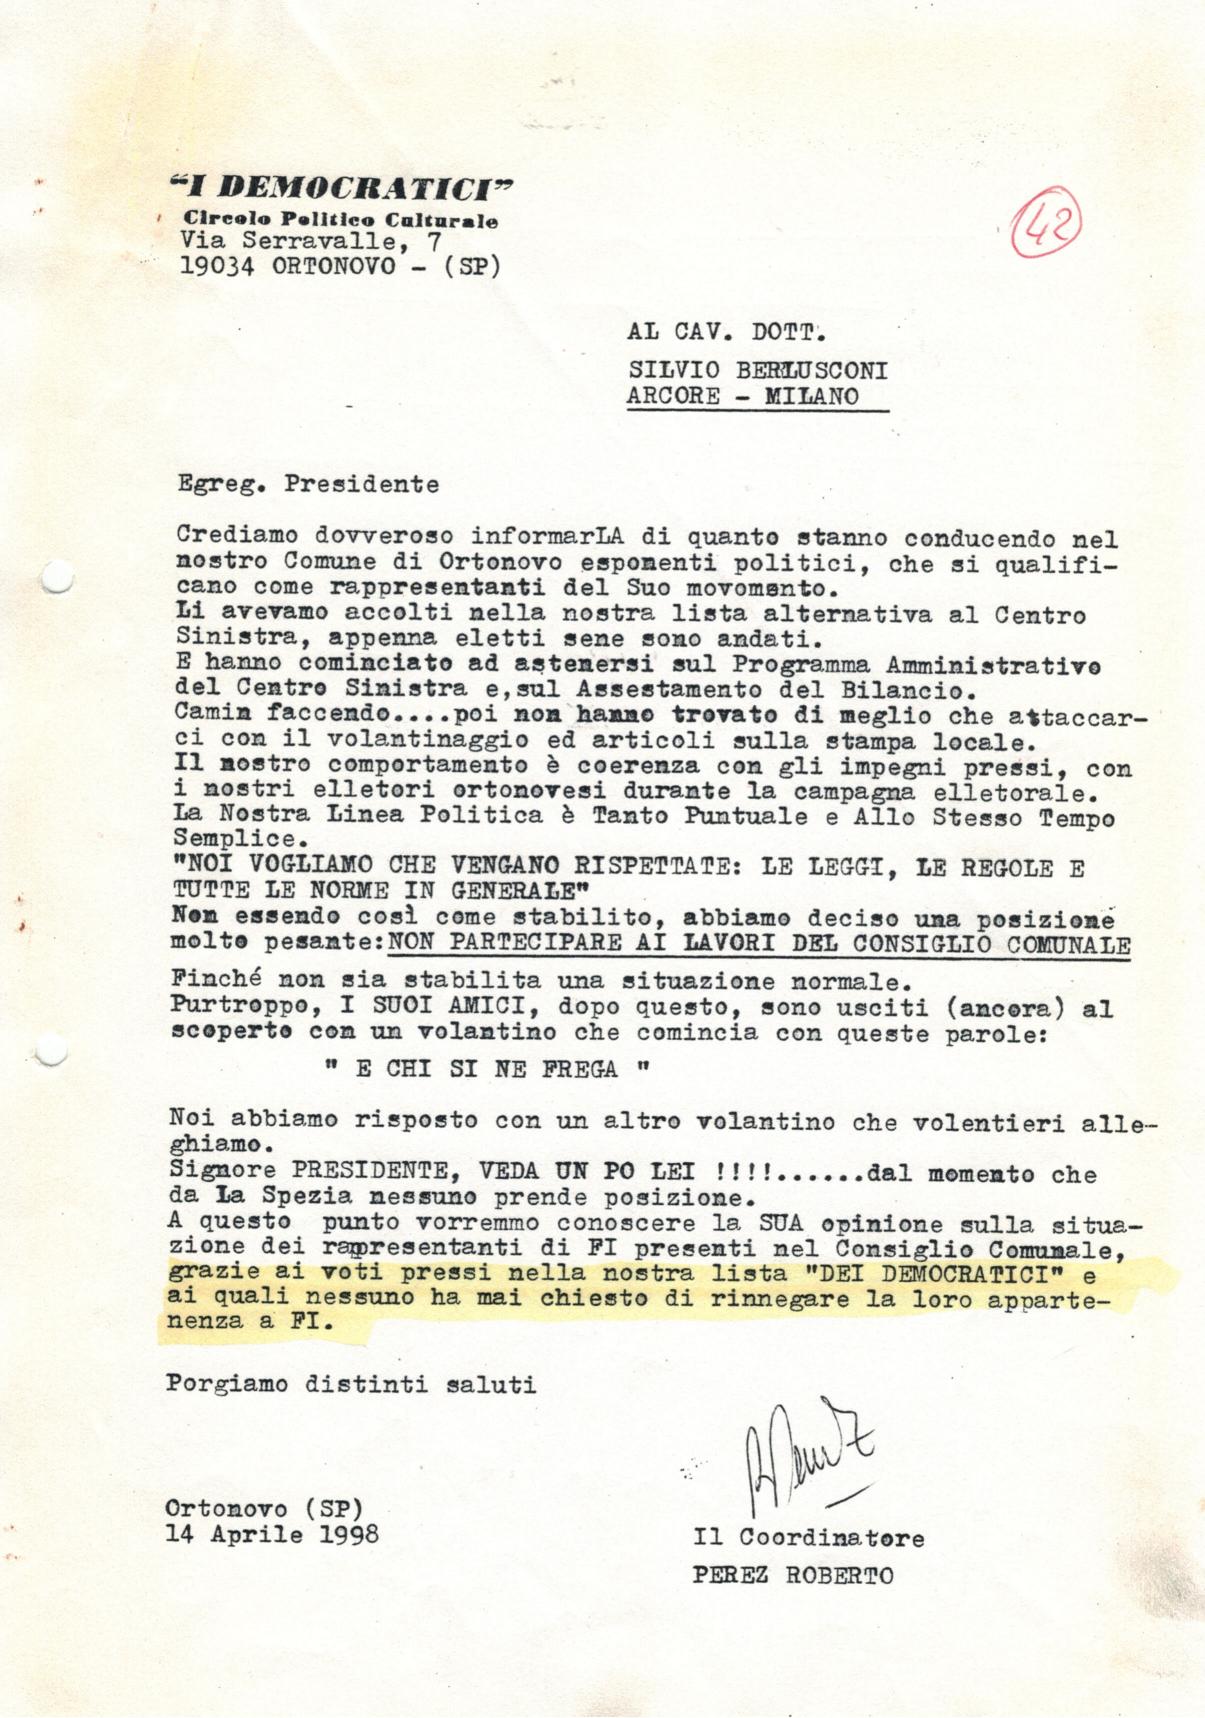 “I DEMOCRATICI”
Circolo Politico Culturale
Via Serravalle, 7
19034 ORTONOVO - (SP)
42
AL CAV. DOTT.
SILVIO BERLUSCONI
ARCORE - MILANO
Egreg. Presidente
Crediamo dovveroso informarLA di quanto stanno conducendo nel
nostro Comune di Ortonovo esponenti politici, che si qualifi-
cano come rappresentanti del Suo movomento.
Li avevamo accolti nella nostra lista alternativa al Centro
Sinistra, appenna eletti sene sono andati.
E hanno cominciato ad astenersi sul Programma Amministrativo
del Centro Sinistra e,sul Assestamento del Bilancio.
Camin faccendo....poi non hanno trovato di meglio che attaccar-
ci con il volantinaggio ed articoli sulla stampa locale.
Il nostro comportamento è coerenza con gli impegni pressi, con
i nostri elletori ortonovesi durante la campagna elletorale.
La Nostra Linea Politica è Tanto Puntuale e Allo Stesso Tempo
Semplice.
"NOI VOGLIAMO CHE VENGANO RISPETTATE: LE LEGGI, LE REGOLE E
TUTTE LE NORME IN GENERALE"
Non essendo così come stabilito, abbiamo deciso una posizione
molto pesante:NON PARTECIPARE AI LAVORI DEL CONSIGLIO COMUNALE
Finché non sia stabilita una situazione normale.
Purtroppo, I SUOI AMICI, dopo questo, sono usciti (ancora) al
scoperto con un volantino che comincia con queste parole:
" E CHI SI NE FREGA "
Noi abbiamo risposto con un altro volantino che volentieri alle-
ghiamo.
Signore PRESIDENTE, VEDA UN PO LEI !!!!......dal momento che
da La Spezia nessuno prende posizione.
A questo punto vorremmo conoscere la SUA opinione sulla situa-
zione dei rappresentanti di FI presenti nel Consiglio Comunale,
grazie ai voti pressi nella nostra lista "DEI DEMOCRATICI" e
ai quali nessuno ha mai chiesto di rinnegare la loro apparte-
nenza a FI.
Porgiamo distinti saluti
Ortonovo (SP)
14 Aprile 1998
Il Coordinatore
PEREZ ROBERTO